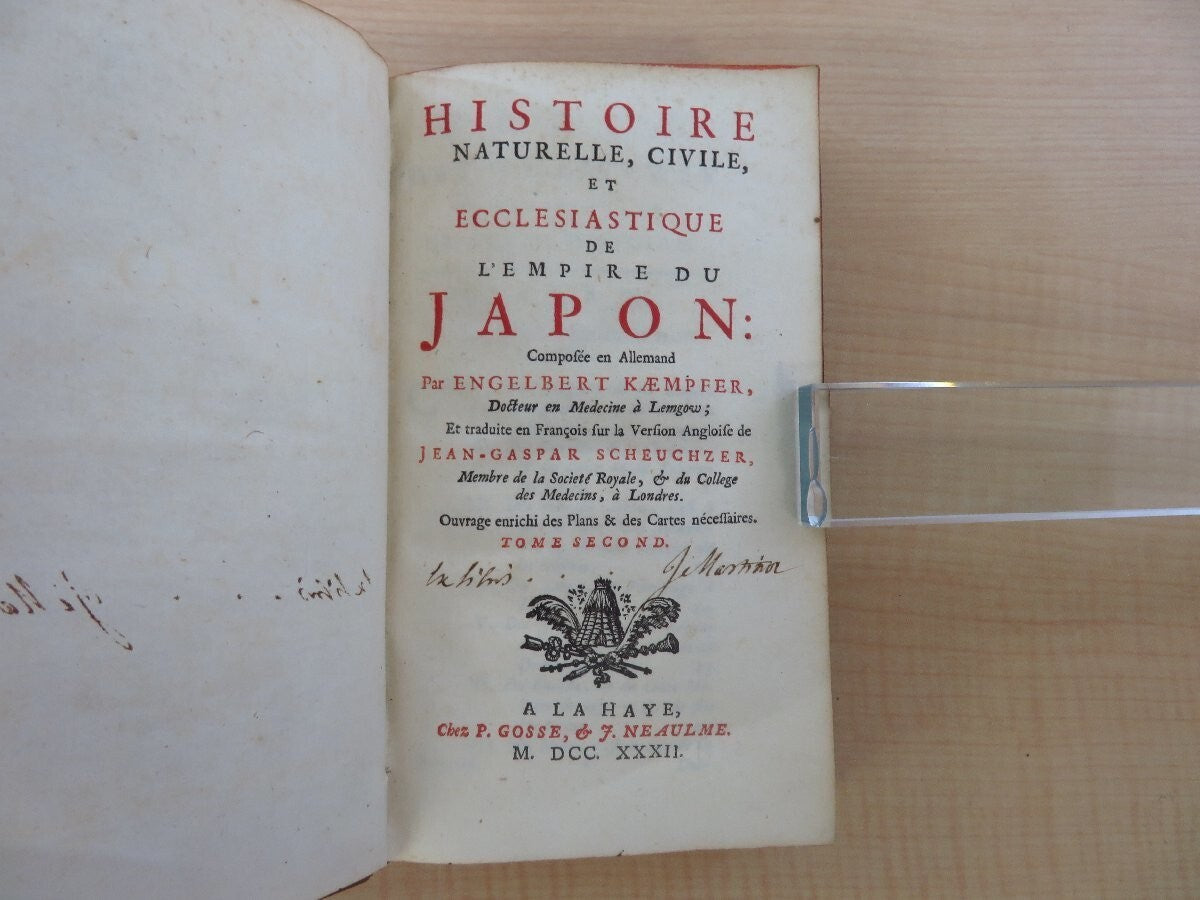 HISTOIRE
NATURELLE, CIVILE,
ET
ECCLESIASTIQUE
DE
L'EMPIRE DU
JAPON:
Compoſée en Allemand
Par ENGELBERT KÆMPFER,
Docteur en Medecine à Lemgow;
Et traduite en François ſur la Verſion Angloiſe de
JEAN-GASPAR SCHEUCHZER,
Membre de la Societé Royale, & du College
des Medecins, à Londres.
Ouvrage enrichi des Plans & des Cartes néceſſaires.
TOME SECOND.
Ex libris . . .
A LA HAYE,
Chez P. GOSSE, & J. NEAULME.
M. DCC. XXXII.